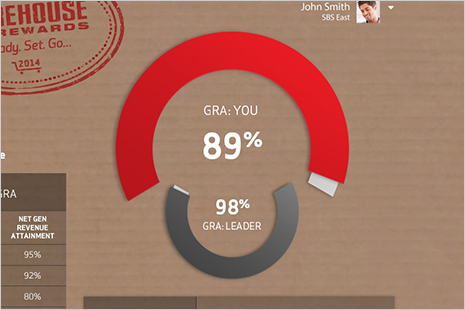 REHOUSE
REWARDS
ady. Set. Go...
2014
John Smith
SBS East
GRA: YOU
89%
98%
GRA: LEADER
e
GRA
NET GEN
REVENUE
ATTAINMENT
95%
92%
80%